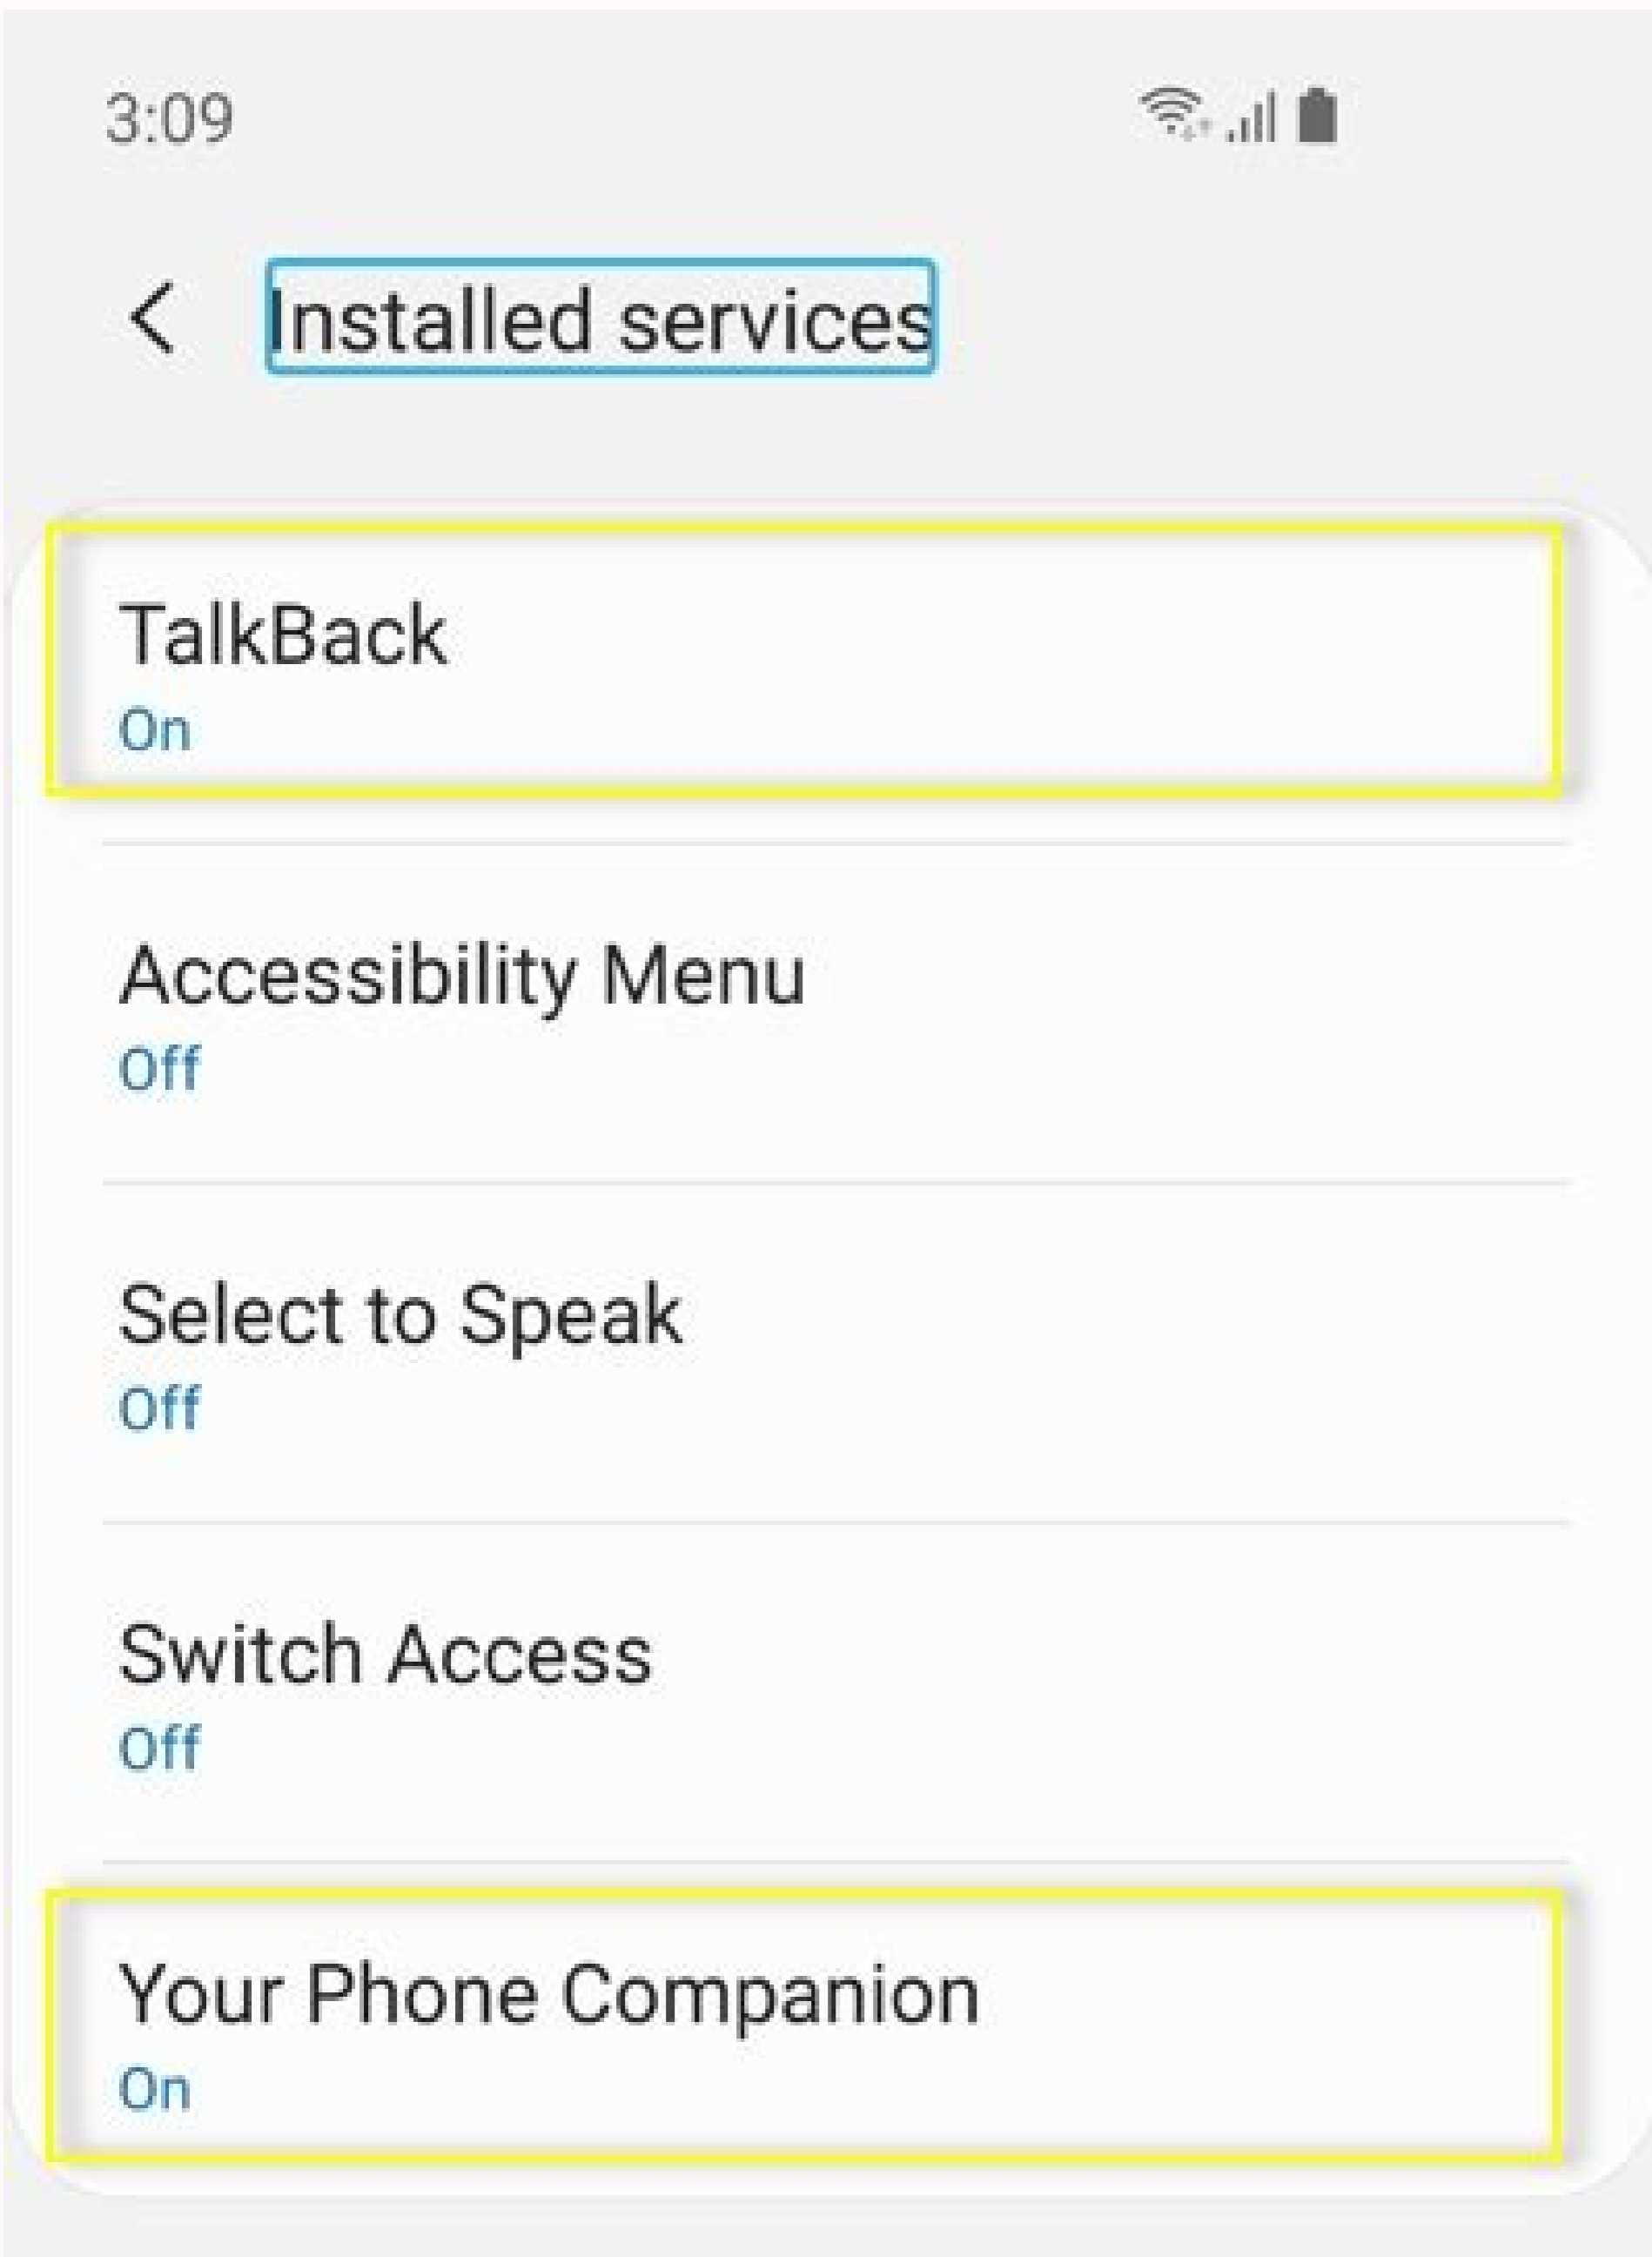 3:09
Installed services
TalkBack
On
Accessibility Menu
Off
Select to Speak
Off
Switch Access
Off
Your Phone Companion
On